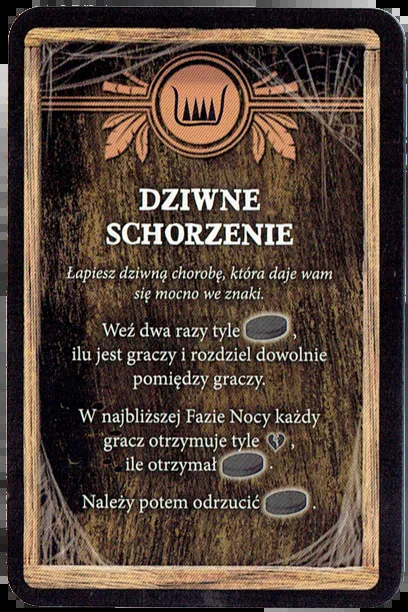 DZIWNE
SCHORZENIE
Łapiesz dziwną chorobę, która daje wam
się mocno we znaki.
Weź dwa razy tyle ,
ilu jest graczy i rozdziel dowolnie
pomiędzy graczy.
W najbliższej Fazie Nocy każdy
gracz otrzymuje tyle ,
ile otrzymał .
Należy potem odrzucić .